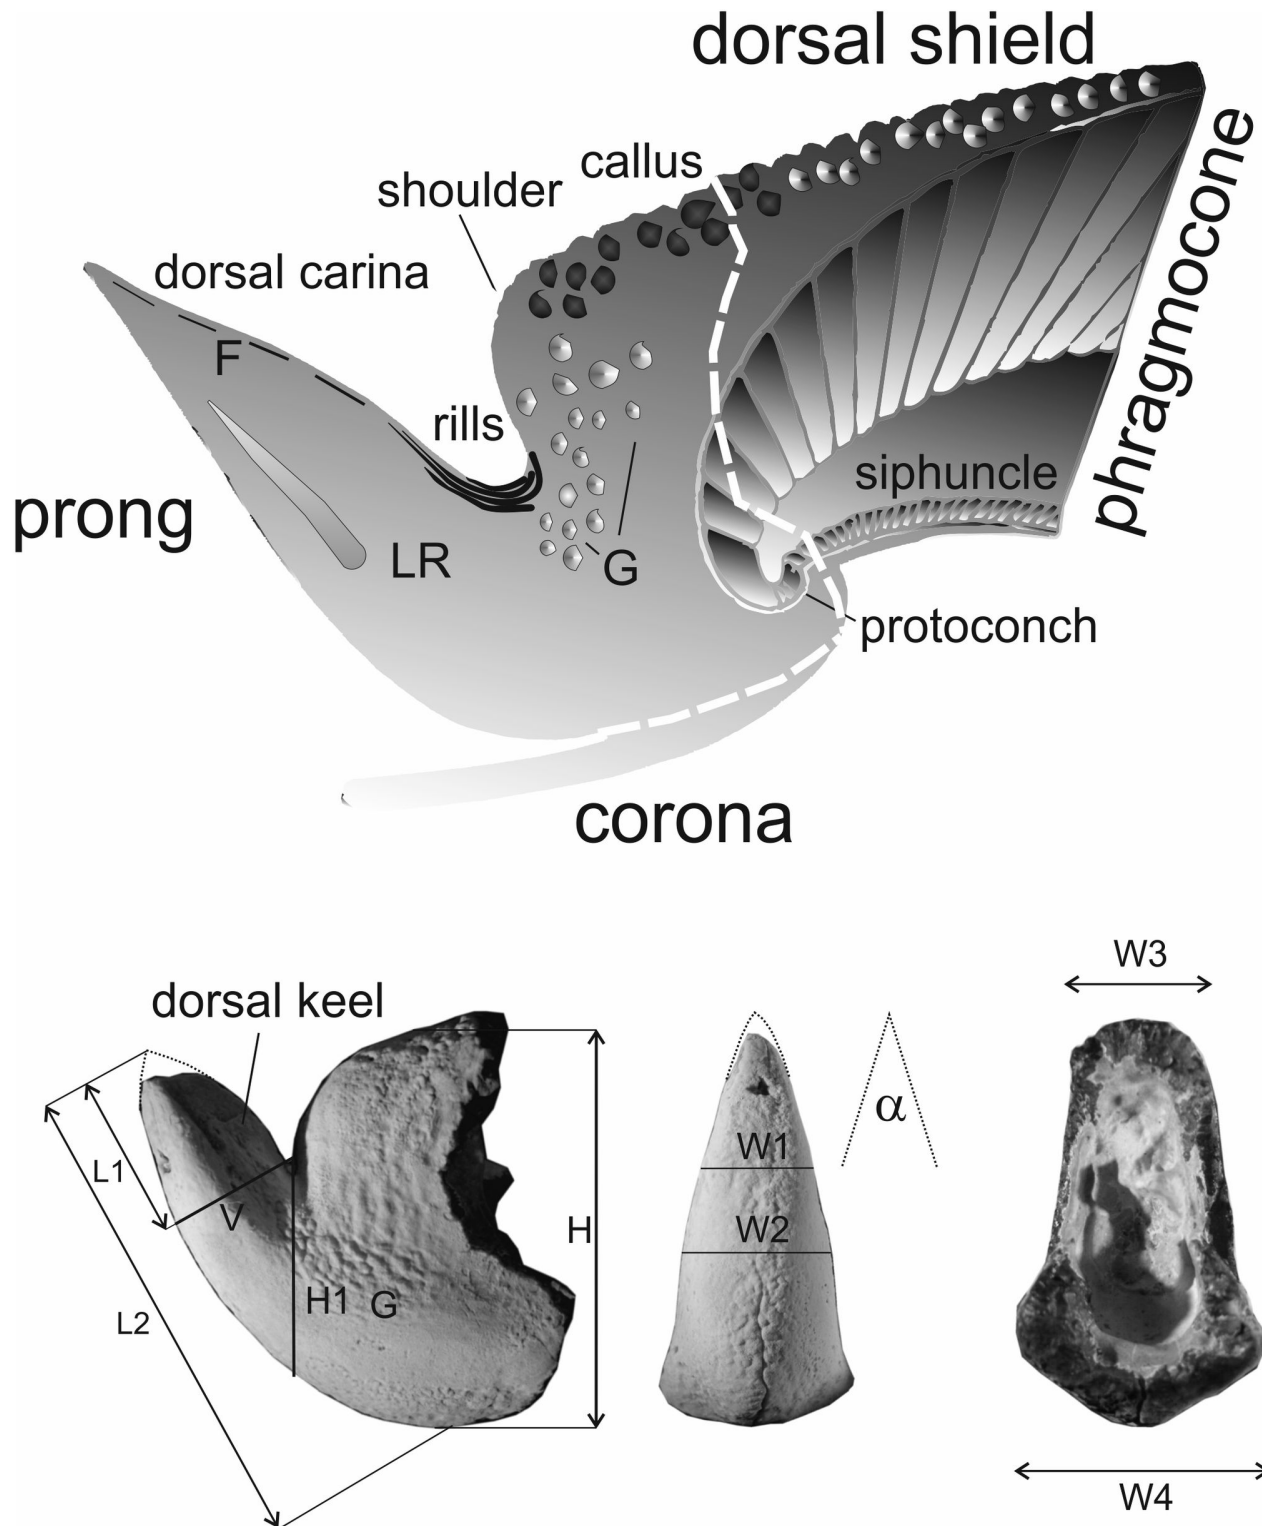 dorsal shield
callus
shoulder
dorsal carina
phragmocone
F
rills
siphuncle
prong
LR
G
protoconch
corona
W3
dorsal keel
α
W1
L1
V
W2
H
H1
G
L2
W4